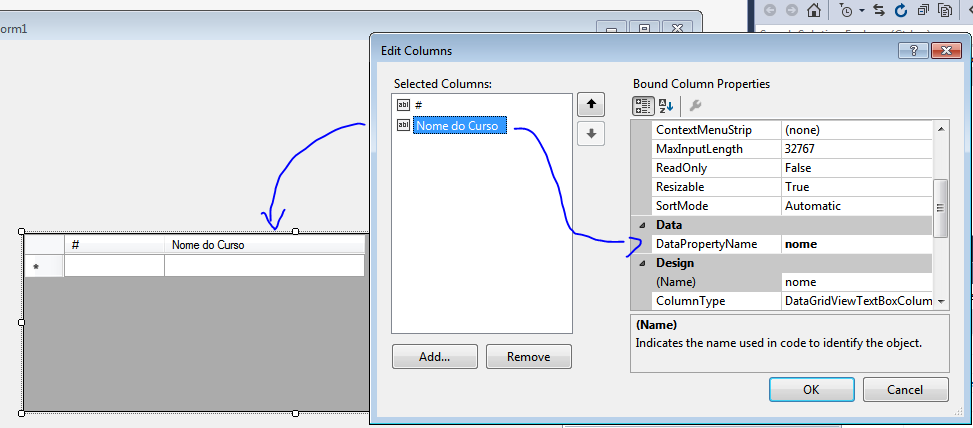 orm1
Edit Columns
Selected Columns:
Bound Column Properties
abl #
abl Nome do Curso
ContextMenuStrip (none)
MaxInputLength 32767
ReadOnly False
Resizable True
SortMode Automatic
Data
DataPropertyName nome
Design
(Name) nome
ColumnType DataGridViewTextBoxColum
(Name)
Indicates the name used in code to identify the object.
Add...
Remove
OK
Cancel
# Nome do Curso
*